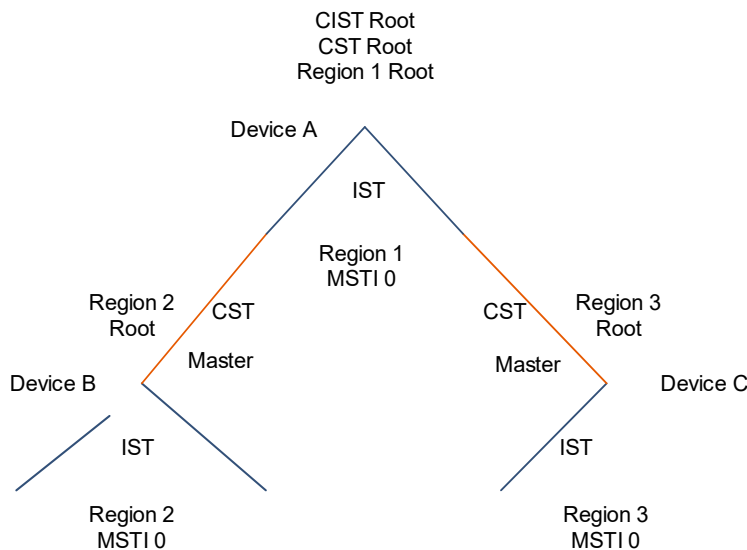 CIST Root
CST Root
Region 1 Root
Device A
IST
Region 1
MSTI 0
Region 2
Root
CST
CST
Region 3
Root
Master
Master
Device B
Device C
IST
IST
Region 2
MSTI 0
Region 3
MSTI 0